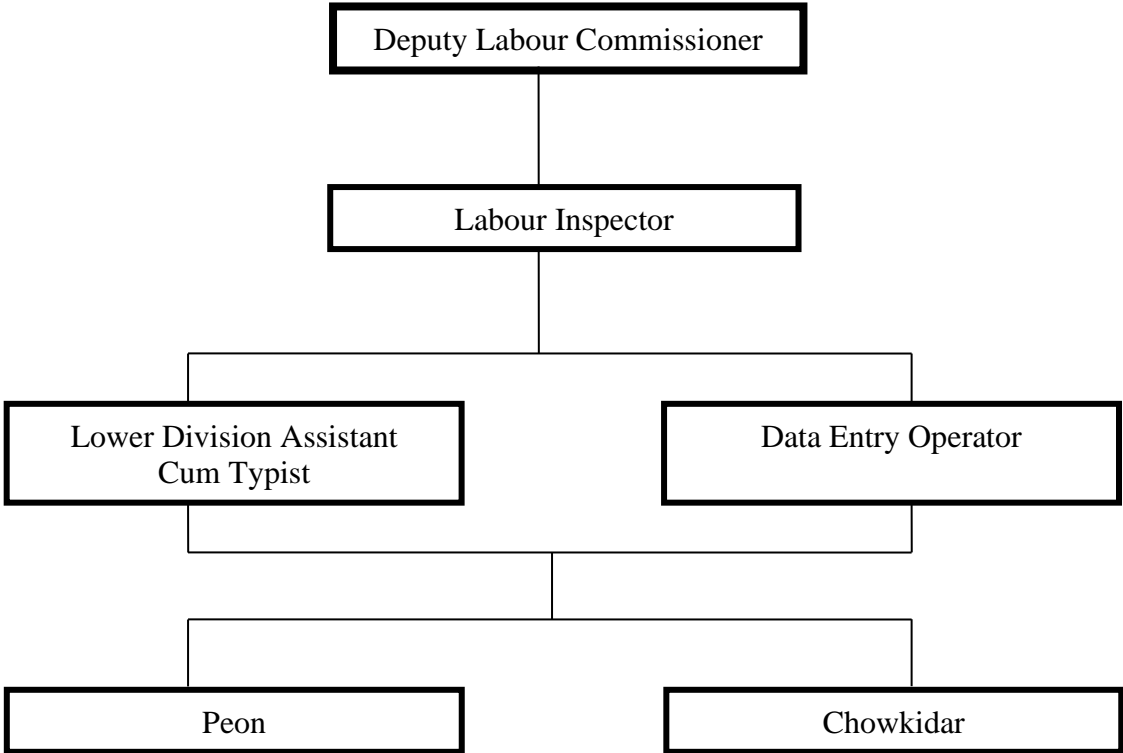 Deputy Labour Commissioner
Labour Inspector
Lower Division Assistant
Cum Typist
Data Entry Operator
Peon
Chowkidar